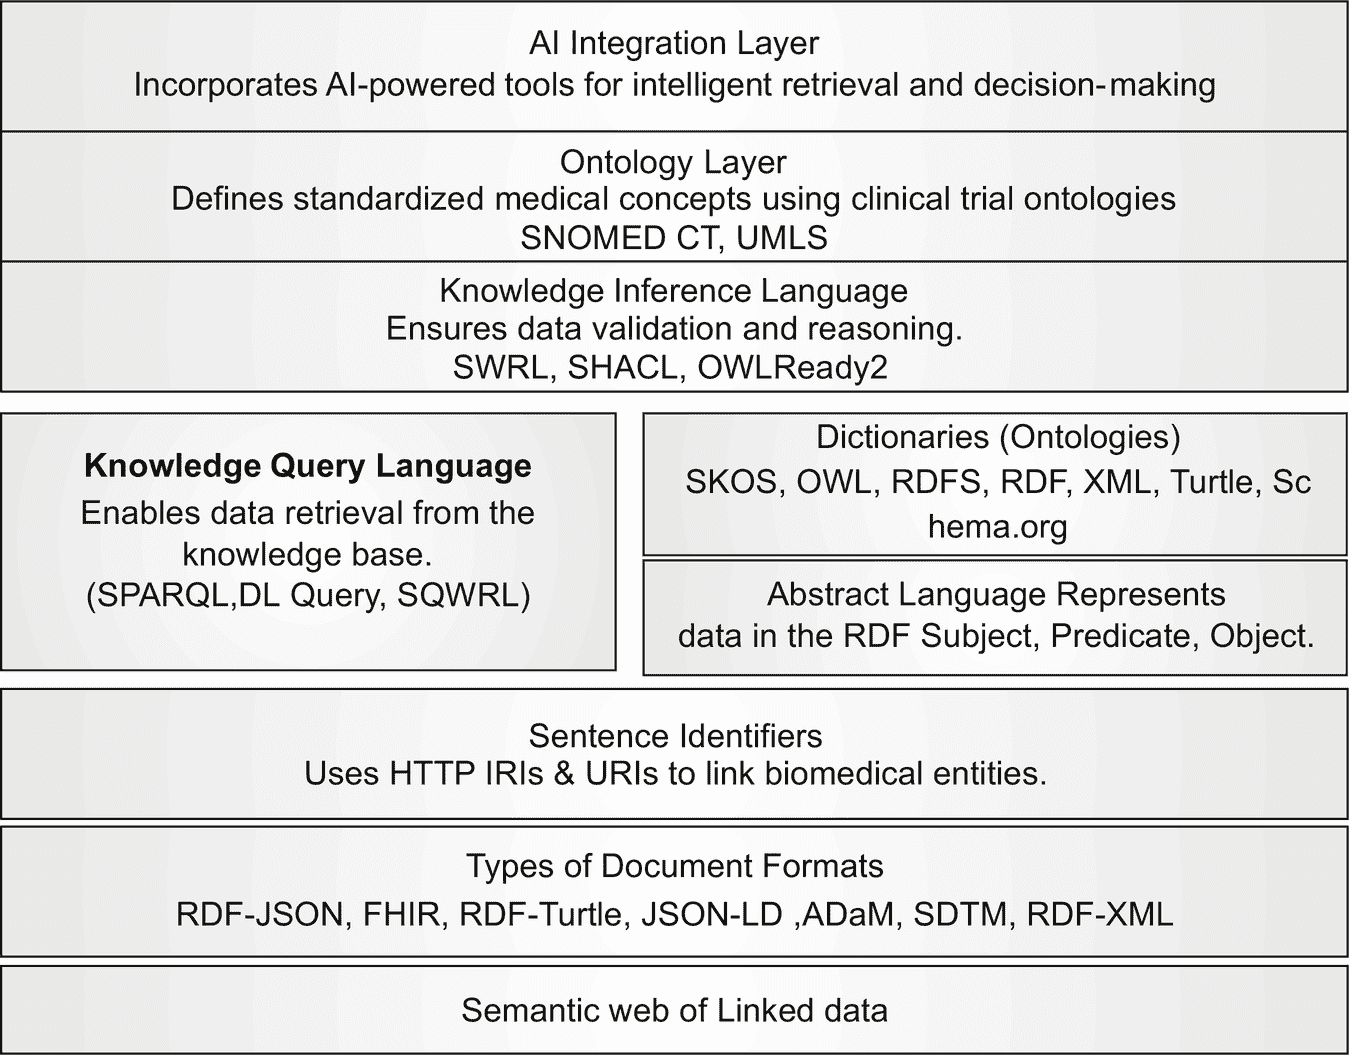 AI Integration Layer
Incorporates AI-powered tools for intelligent retrieval and decision-making
Ontology Layer
Defines standardized medical concepts using clinical trial ontologies
SNOMED CT, UMLS
Knowledge Inference Language
Ensures data validation and reasoning.
SWRL, SHACL, OWLReady2
Knowledge Query Language
Enables data retrieval from the
knowledge base.
(SPARQL,DL Query, SQWRL)
Dictionaries (Ontologies)
SKOS, OWL, RDFS, RDF, XML, Turtle, Sc
hema.org
Abstract Language Represents
data in the RDF Subject, Predicate, Object.
Sentence Identifiers
Uses HTTP IRIs & URIs to link biomedical entities.
Types of Document Formats
RDF-JSON, FHIR, RDF-Turtle, JSON-LD ,ADaM, SDTM, RDF-XML
Semantic web of Linked data